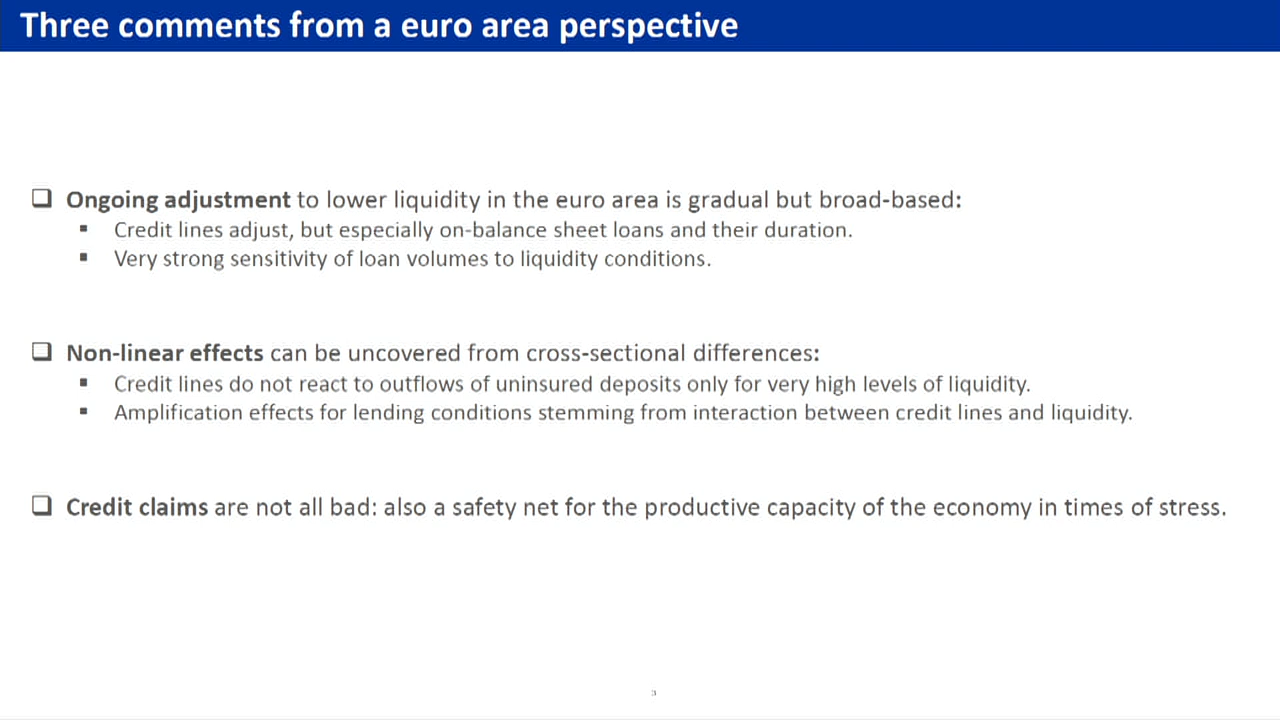 Three comments from a euro area perspective
Ongoing adjustment to lower liquidity in the euro area is gradual but broad-based:
Credit lines adjust, but especially on-balance sheet loans and their duration.
Very strong sensitivity of loan volumes to liquidity conditions.
Non-linear effects can be uncovered from cross-sectional differences:
Credit lines do not react to outflows of uninsured deposits only for very high levels of liquidity.
Amplification effects for lending conditions stemming from interaction between credit lines and liquidity.
Credit claims are not all bad: also a safety net for the productive capacity of the economy in times of stress.
3